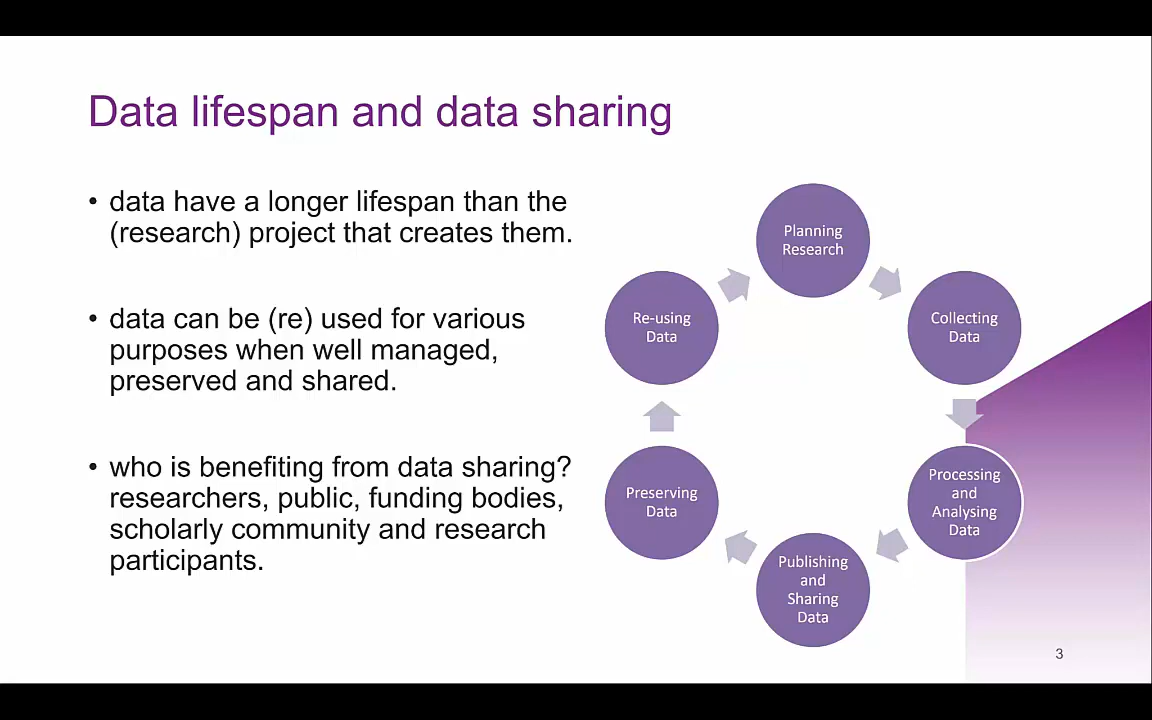 Data lifespan and data sharing
• data have a longer lifespan than the
(research) project that creates them.
• data can be (re) used for various
purposes when well managed,
preserved and shared.
• who is benefiting from data sharing?
researchers, public, funding bodies,
scholarly community and research
participants.
Planning
Research
Collecting
Data
Processing
and
Analysing
Data
Publishing
and
Sharing
Data
Preserving
Data
Re-using
Data
3